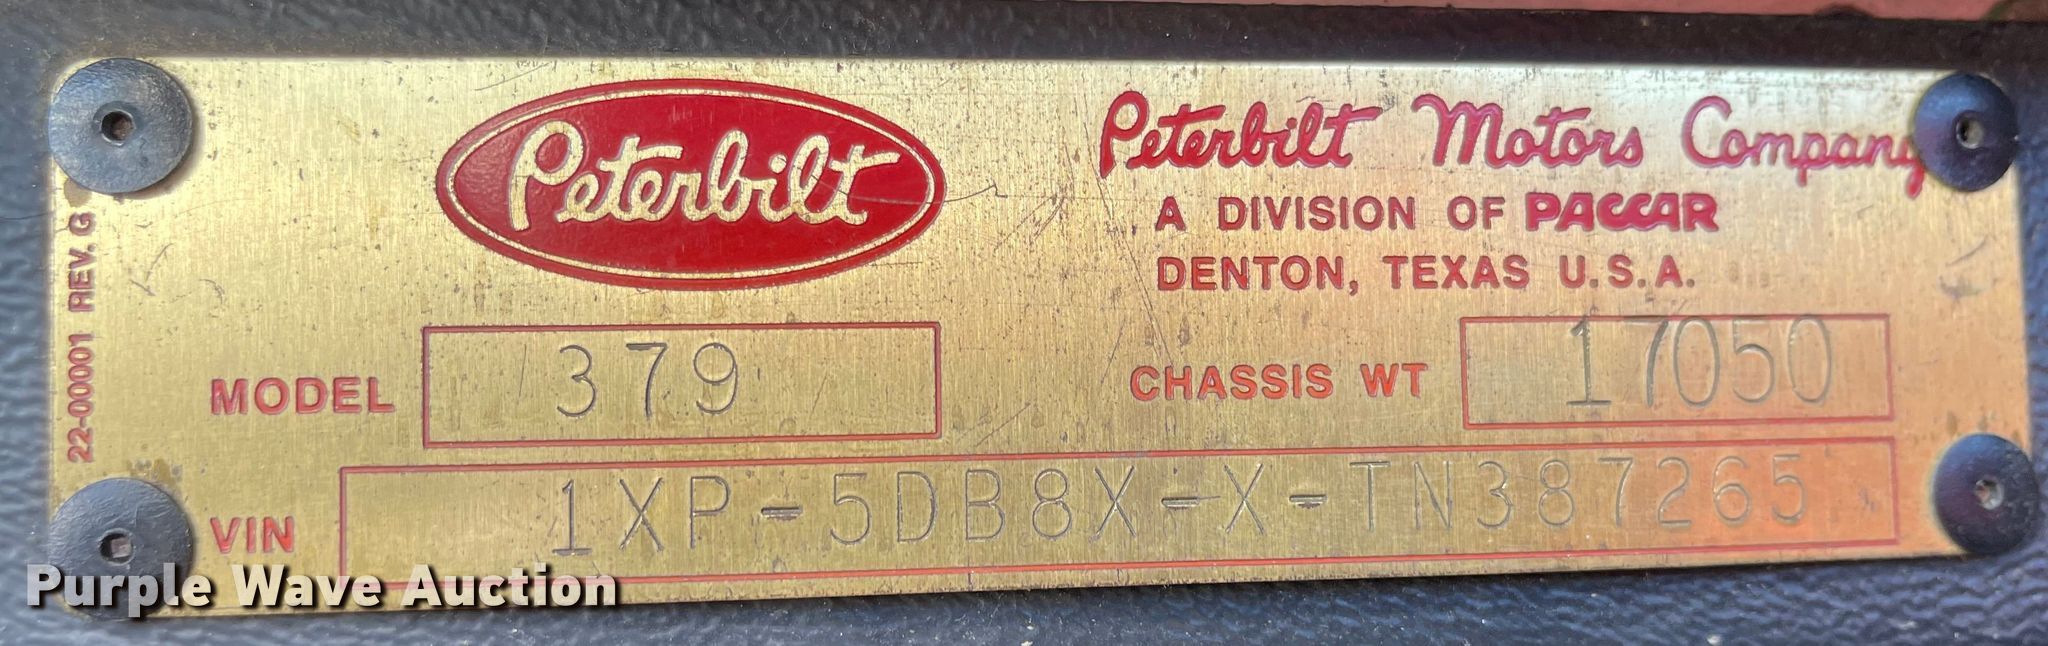 Peterbilt
Peterbilt Motors Company
A DIVISION OF PACCAR
DENTON, TEXAS U.S.A.
22-00001 REV. G
MODEL 379
CHASSIS WT 17050
VIN 1XP-5DB8X-X-TN387265
Purple Wave Auction